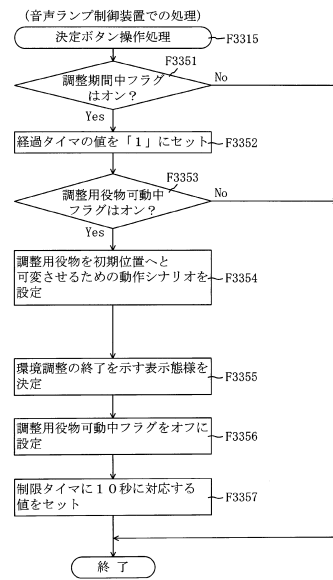 (音声ランプ制御装置での処理)
決定ボタン操作処理
F3315
F3351
調整期間中フラグ
はオン?
No
Yes
経過タイマの値を「1」にセット
F3352
F3353
調整用役物可動中
フラグはオン?
No
Yes
調整用役物を初期位置へと
可変させるための動作シナリオを
設定
F3354
環境調整の終了を示す表示態様を
決定
F3355
調整用役物可動中フラグをオフに
設定
F3356
制限タイマに10秒に対応する
値をセット
F3357
終了